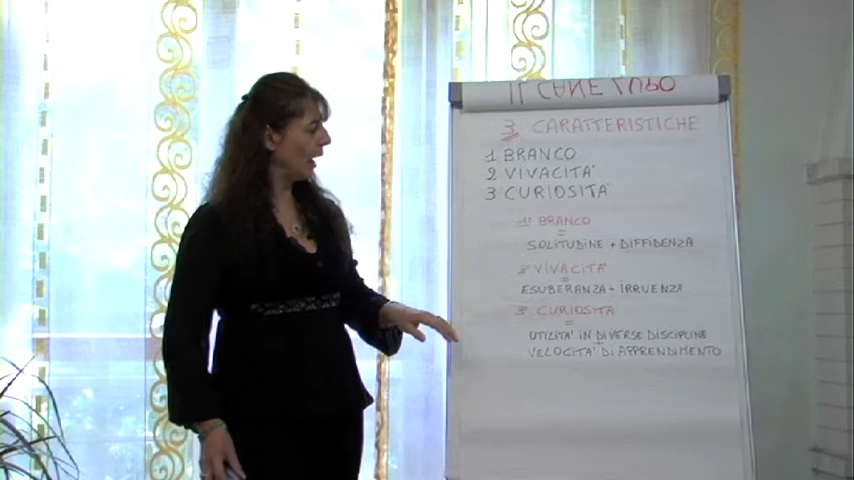 IL CANE LUPO
3 CARATTERISTICHE
1 BRANCO
2 VIVACITA'
3 CURIOSITA'
1° BRANCO
=
SOLITUDINE + DIFFIDENZA
2° VIVACITA'
=
ESUBERANZA + IRRUENZA
3° CURIOSITA'
=
UTILITA' IN DIVERSE DISCIPLINE
+
VELOCITA' DI APPRENDIMENTO